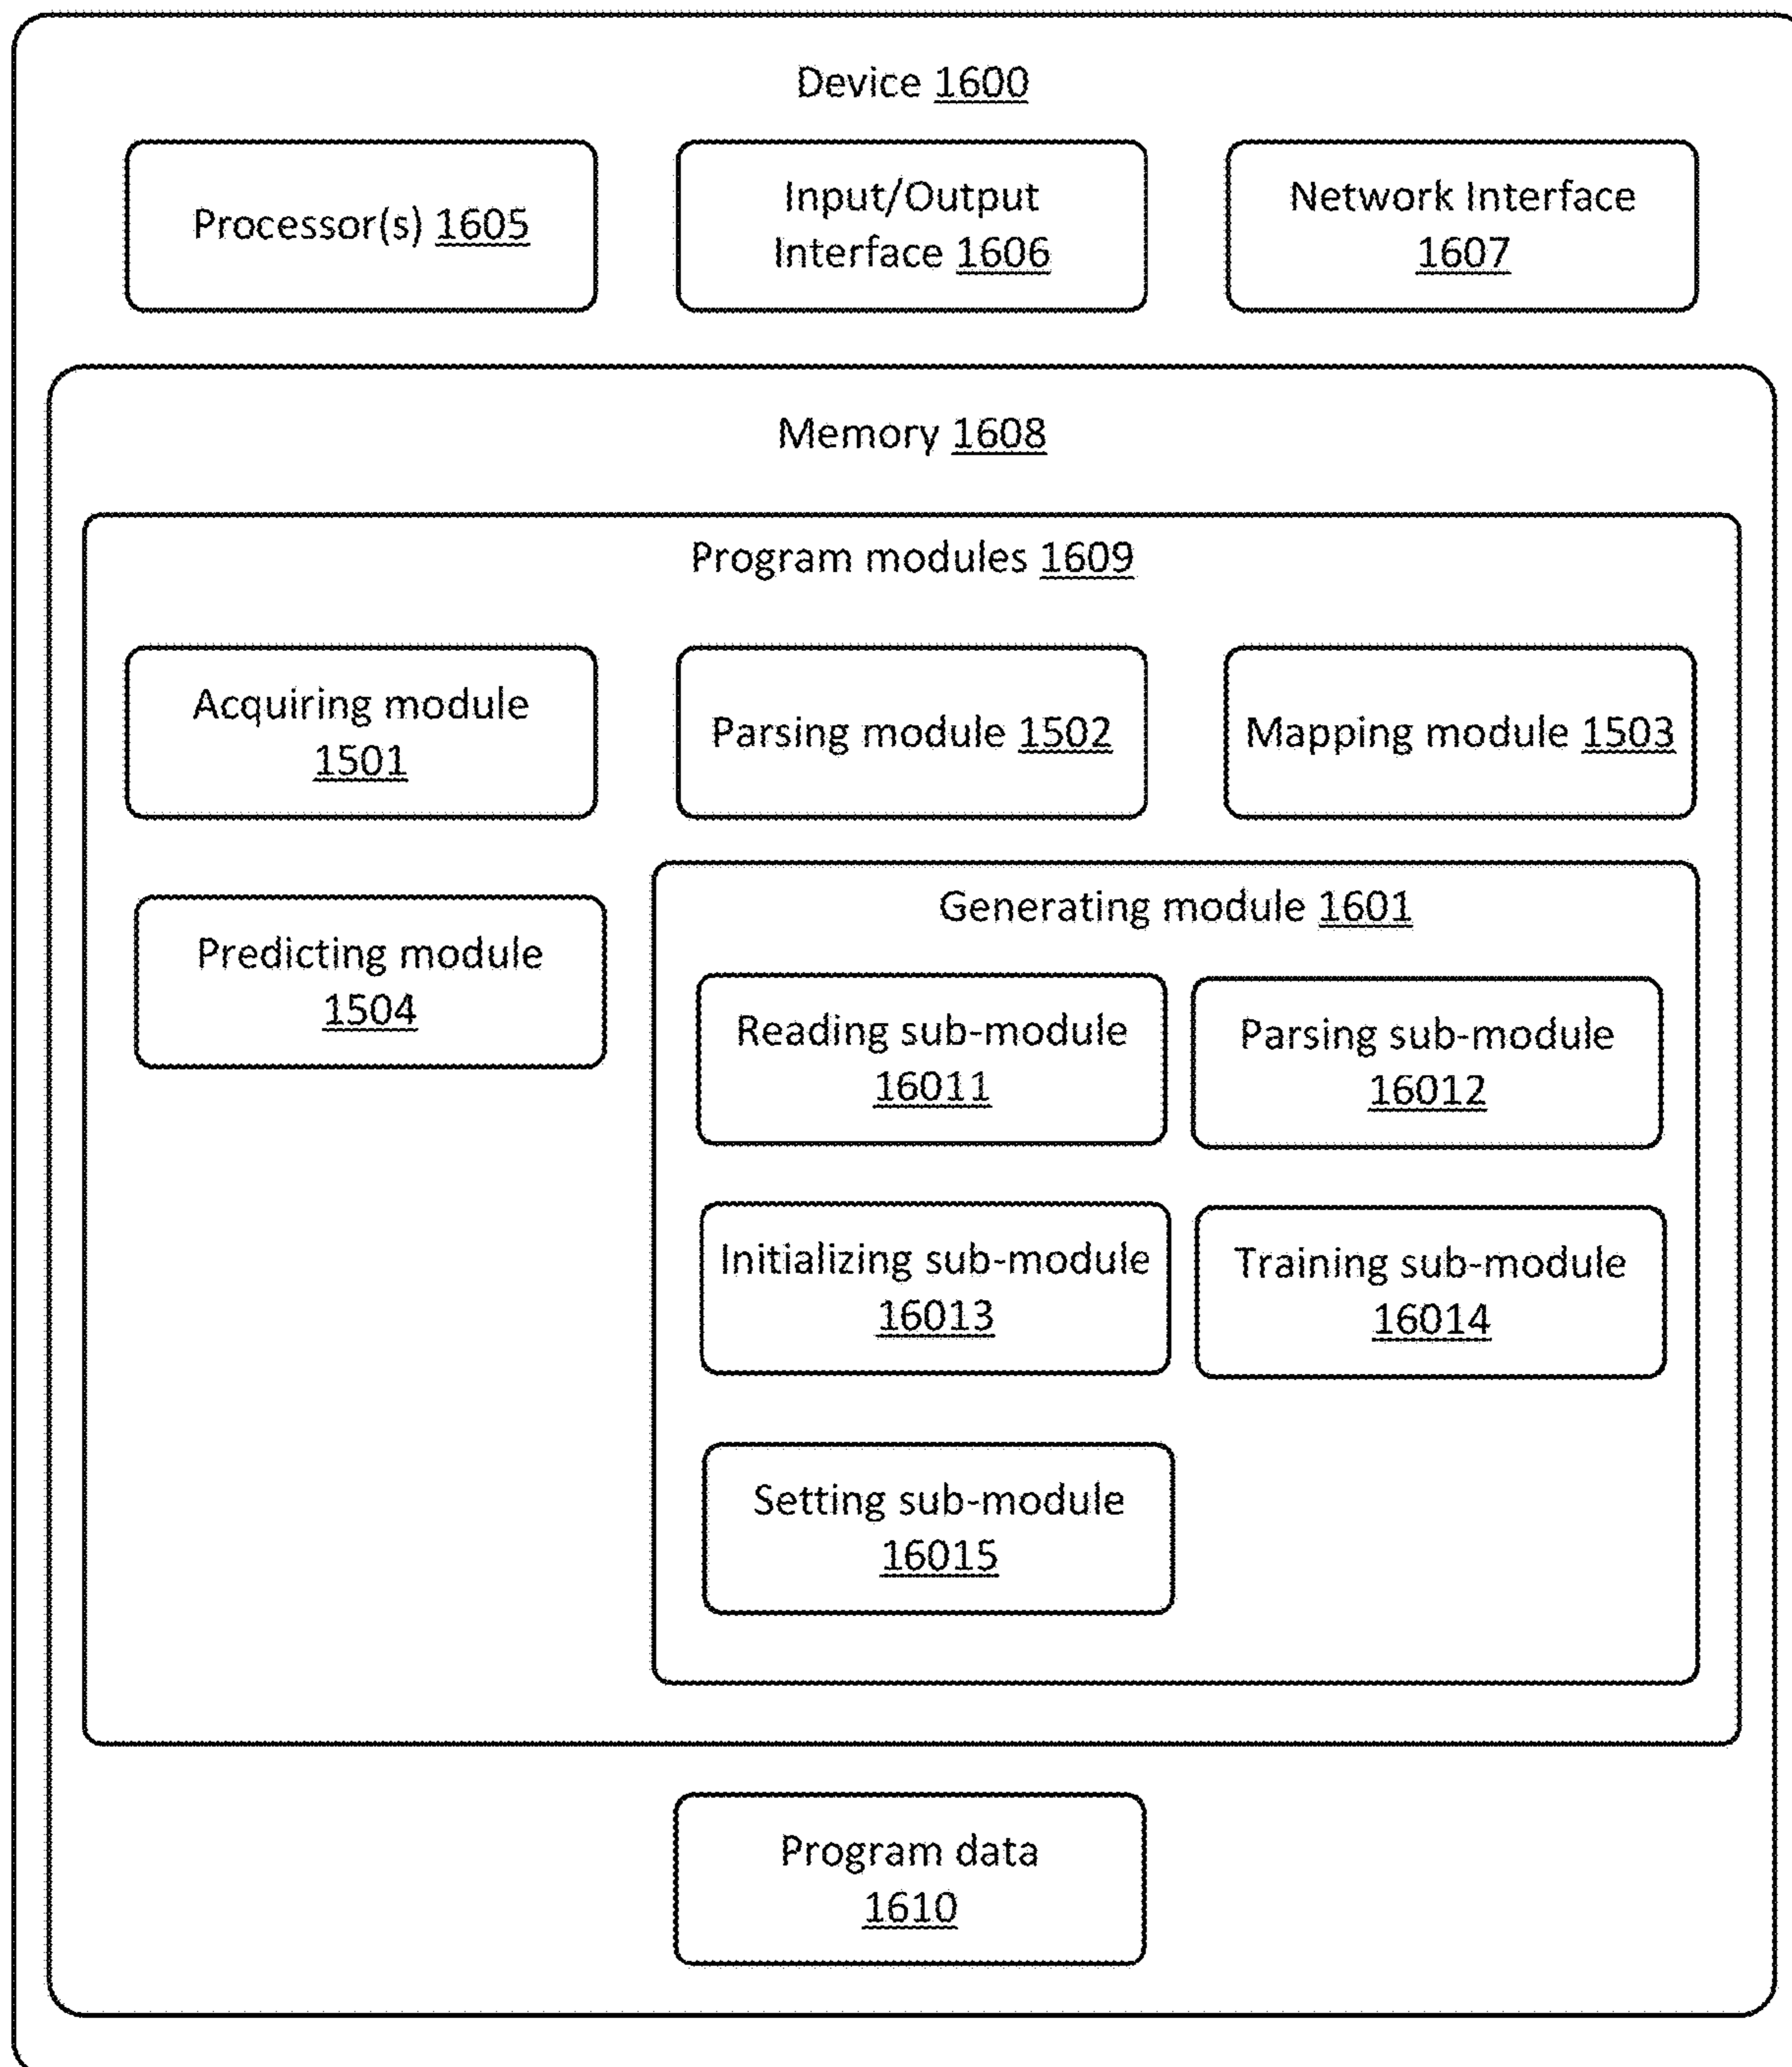 Device 1600
Processor(s) 1605
Input/Output
Interface 1606
Network Interface
1607
Memory 1608
Program modules 1609
Acquiring module
1501
Parsing module 1502
Mapping module 1503
Predicting module
1504
Generating module 1601
Reading sub-module
16011
Parsing sub-module
16012
Initializing sub-module
16013
Training sub-module
16014
Setting sub-module
16015
Program data
1610